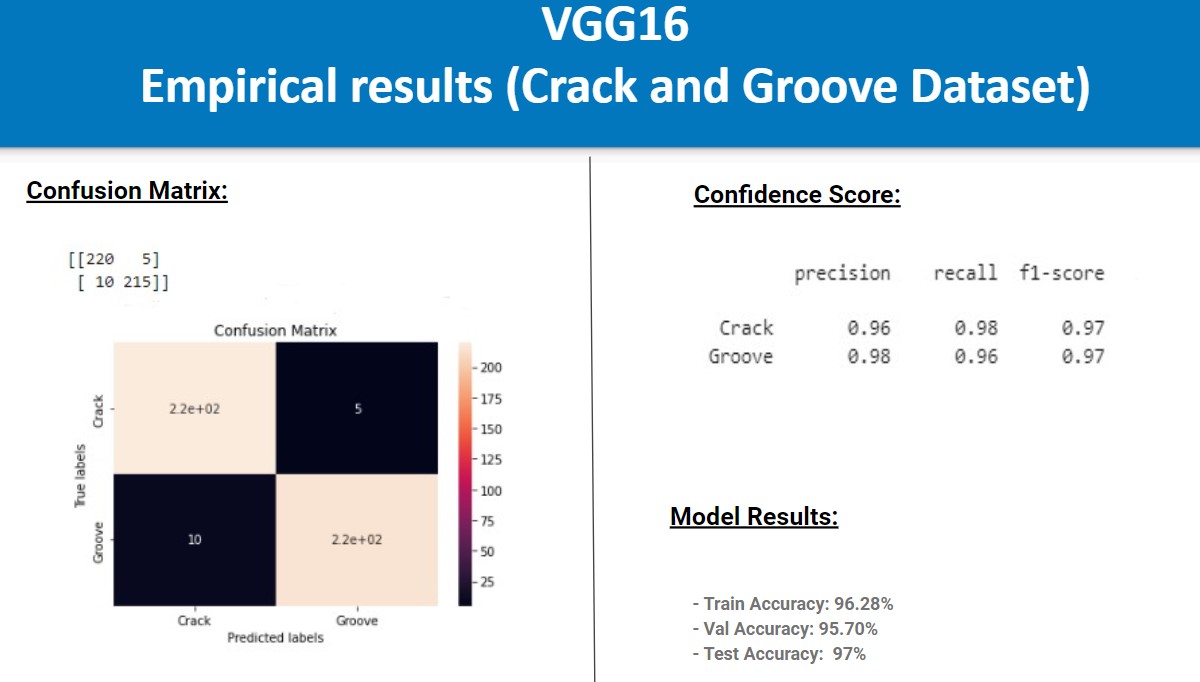 VGG16
Empirical results (Crack and Groove Dataset)
Confusion Matrix:
[[220   5]
[ 10 215]]
Confusion Matrix
True labels
Crack
Groove
2.2e+02
5
10
2.2e+02
Crack
Groove
Predicted labels
200
175
150
125
100
75
50
25
Confidence Score:
precision recall f1-score
Crack 0.96 0.98 0.97
Groove 0.98 0.96 0.97
Model Results:
- Train Accuracy: 96.28%
- Val Accuracy: 95.70%
- Test Accuracy:  97%